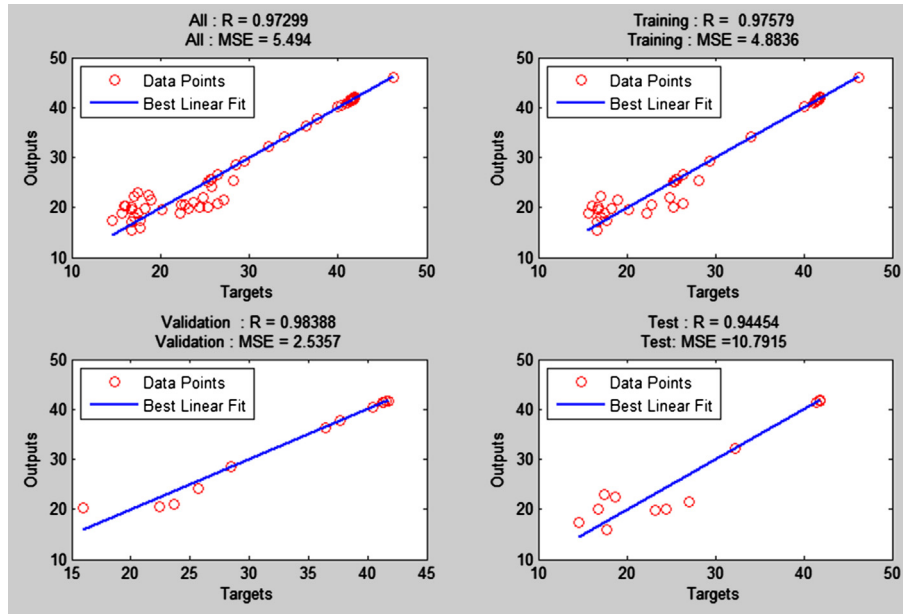 All : R = 0.97299
All : MSE = 5.494
50
40
30
20
10
Outputs
Data Points
Best Linear Fit
10 20 30 40 50
Targets
Training : R = 0.97579
Training : MSE = 4.8836
50
40
30
20
10
Outputs
Data Points
Best Linear Fit
10 20 30 40 50
Targets
Validation : R = 0.98388
Validation : MSE = 2.5357
50
40
30
20
10
Outputs
Data Points
Best Linear Fit
15 20 25 30 35 40 45
Targets
Test : R = 0.94454
Test: MSE =10.7915
50
40
30
20
10
Outputs
Data Points
Best Linear Fit
10 20 30 40 50
Targets